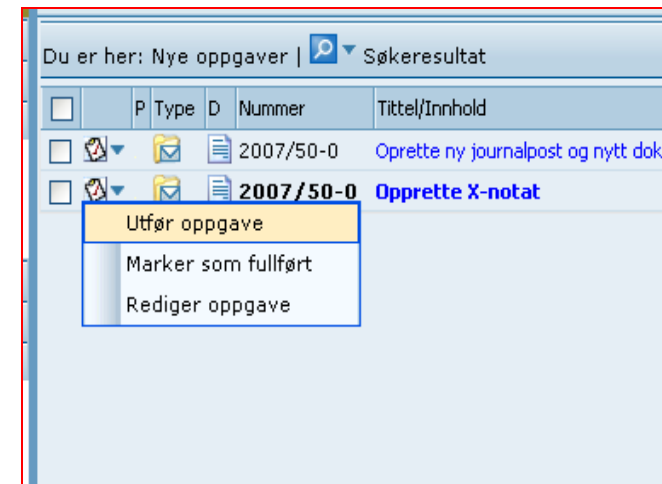 Du er her: Nye oppgaver | Søkeresultat
P Type D Nummer Tittel/Innhold
2007/50-0 Oprette ny journalpost og nytt dok
2007/50-0 Opprette X-notat
Utfør oppgave
Marker som fullført
Rediger oppgave